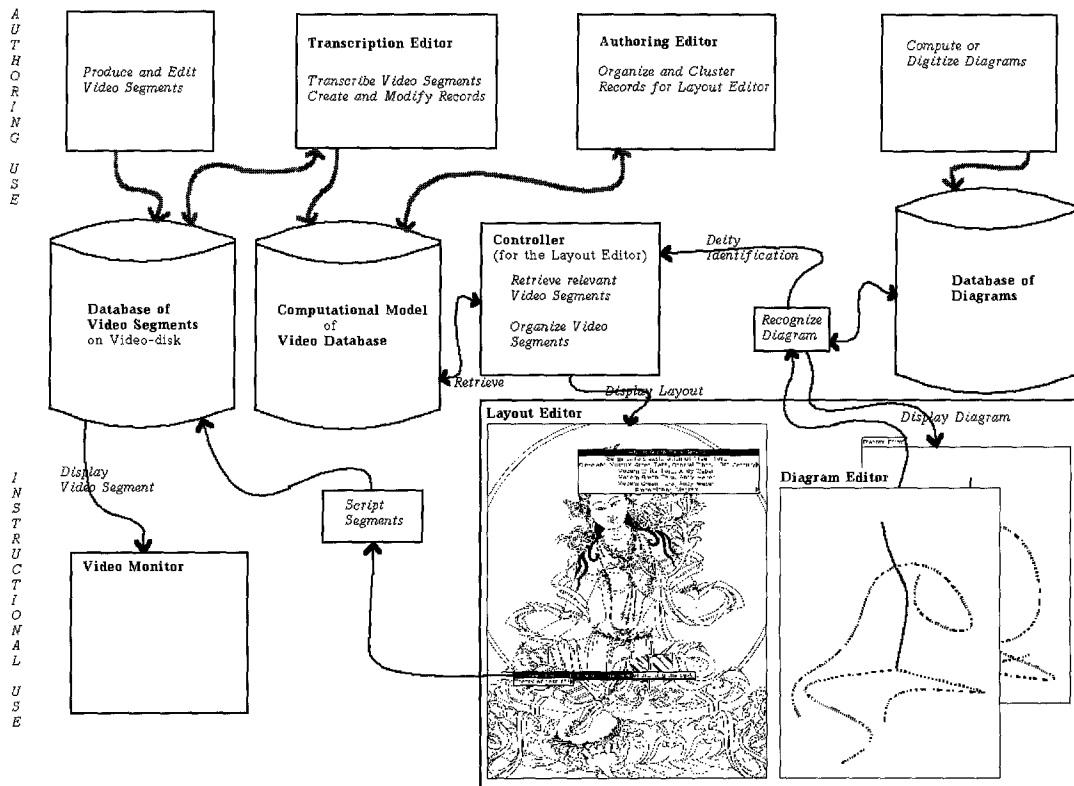 AUTHORING USE
Produce and Edit
Video Segments
Transcription Editor
Transcribe Video Segments
Create and Modify Records
Authoring Editor
Organize and Cluster
Records for Layout Editor
Compute or
Digitize Diagrams
Database of
Video Segments
on Video-disk
Computational Model
of
Video Database
Controller
(for the Layout Editor)
Retrieve relevant
Video Segments
Organize Video
Segments
Deity
Identification
Recognize
Diagram
Database of
Diagrams
Retrieve
Display Layout
Display Diagram
INSTRUCTIONAL USE
Display
Video Segment
Script
Segments
Video Monitor
Layout Editor
Diagram Editor